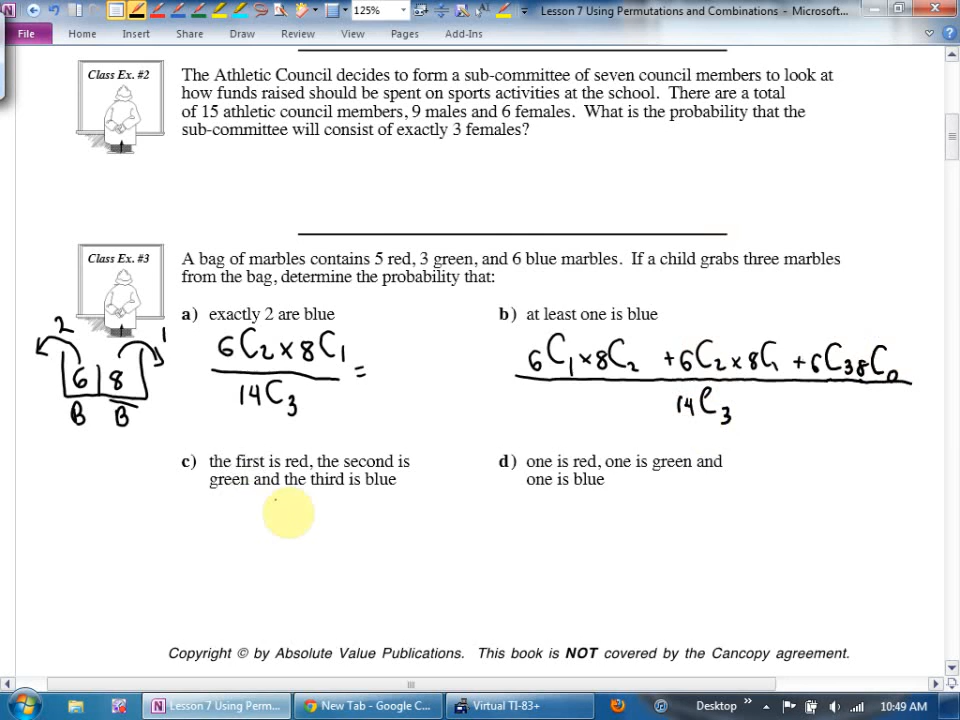 125%
Lesson 7 Using Permutations and Combinations - Microsoft...
File Home Insert Share Draw Review View Pages Add-Ins
Class Ex. #2
The Athletic Council decides to form a sub-committee of seven council members to look at
how funds raised should be spent on sports activities at the school. There are a total
of 15 athletic council members, 9 males and 6 females. What is the probability that the
sub-committee will consist of exactly 3 females?
Class Ex. #3
A bag of marbles contains 5 red, 3 green, and 6 blue marbles. If a child grabs three marbles
from the bag, determine the probability that:
a) exactly 2 are blue
b) at least one is blue
2 1
6 8
B B
6C2 × 8C1 =
14C3
6C1 × 8C2 + 6C2 × 8C1 + 6C3 8C0
14C3
c) the first is red, the second is
green and the third is blue
d) one is red, one is green and
one is blue
Copyright © by Absolute Value Publications. This book is NOT covered by the Cancopy agreement.
Lesson 7 Using Perm... New Tab - Google C... Virtual TI-83+ Desktop 10:49 AM